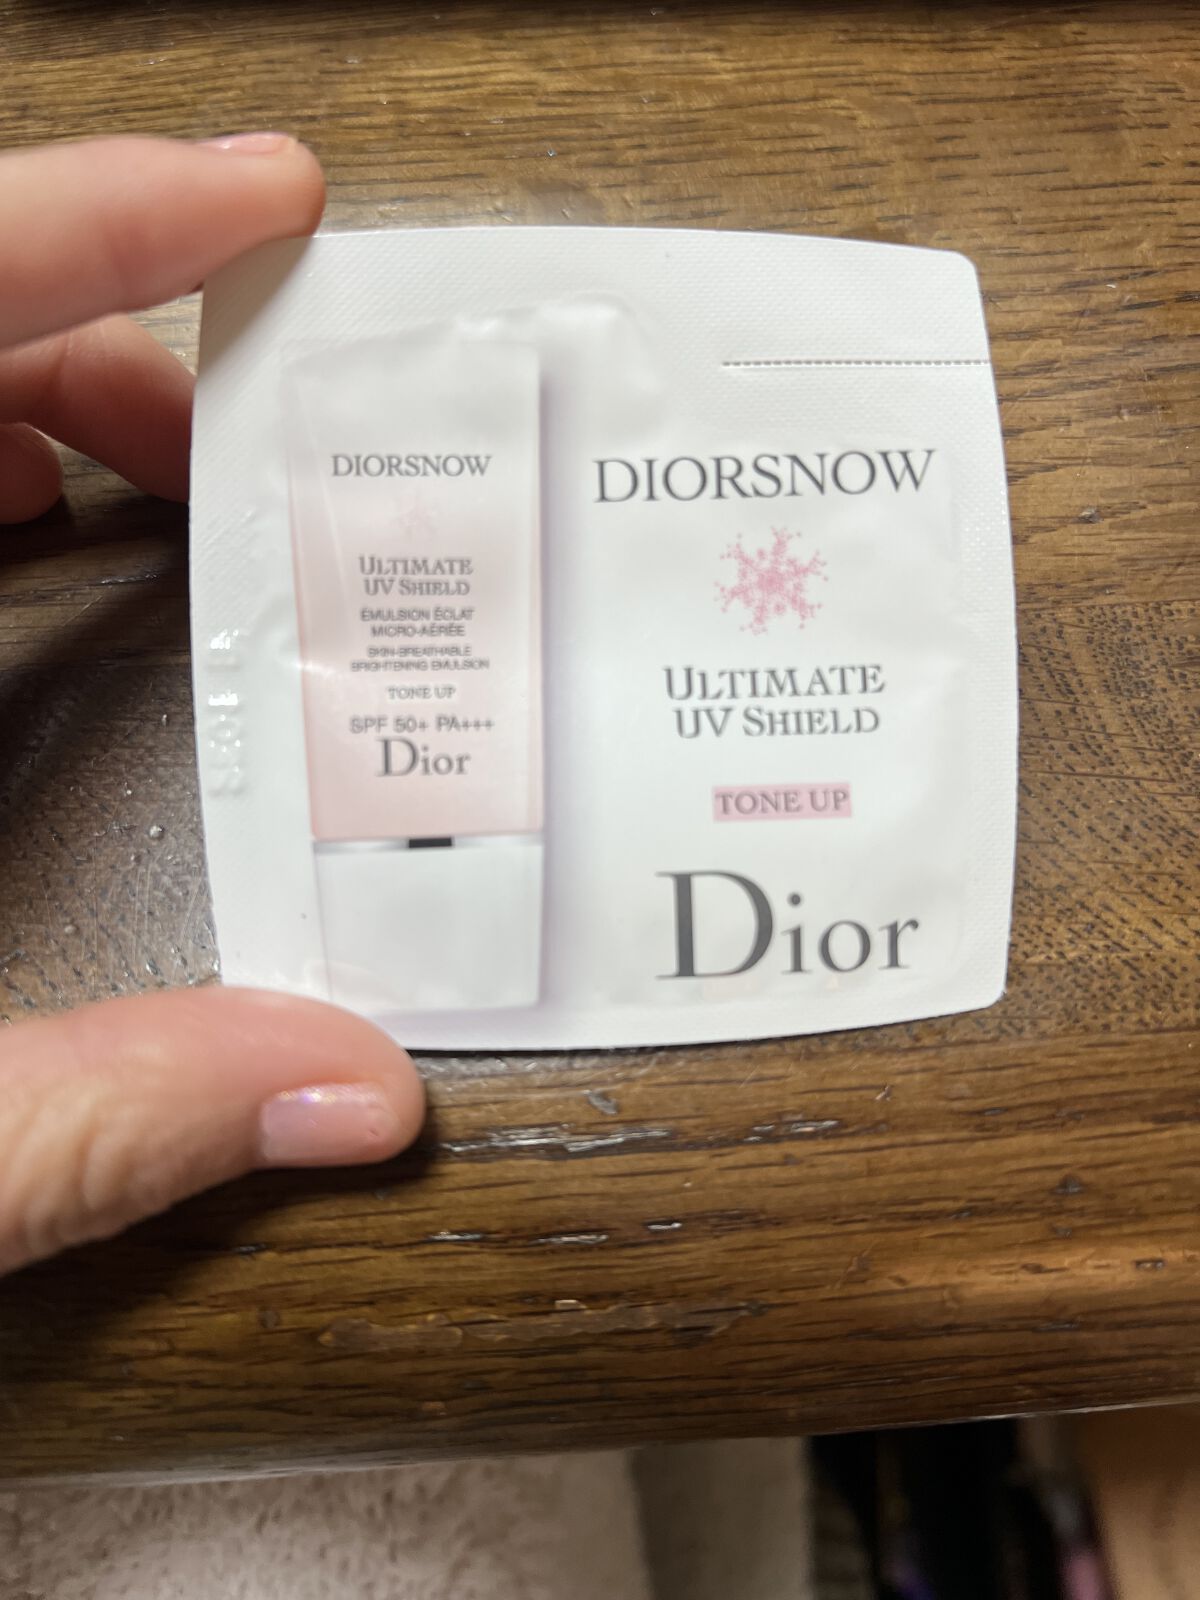 DIORSNOW
ULTIMATE
UV SHIELD
ÉMULSION ÉCLAT
MICRO-AÉRÉE
SKIN-BREATHABLE
BRIGHTENING EMULSION
TONE UP
SPF 50+ PA+++
Dior
DIORSNOW
ULTIMATE
UV SHIELD
TONE UP
Dior